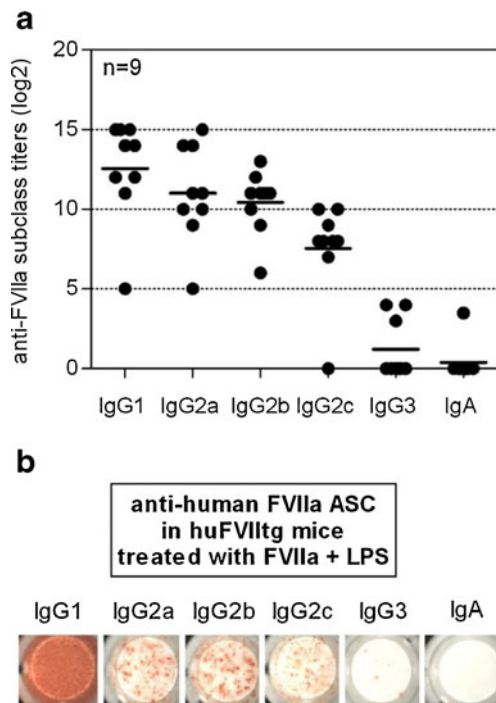 a
20
n=9
15
10
5
0
anti-FVIIa subclass titers (log2)
IgG1 IgG2a IgG2b IgG2c IgG3 IgA
b
anti-human FVIIa ASC
in huFVIItg mice
treated with FVIIa + LPS
IgG1 IgG2a IgG2b IgG2c IgG3 IgA